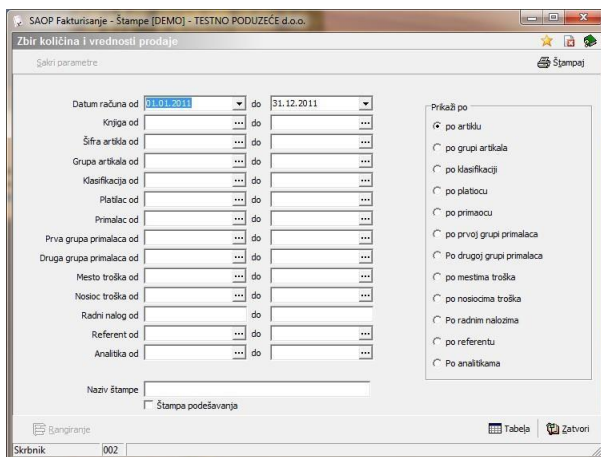 SAOP Fakturisanje - Štampe [DEMO] - TESTNO PODUZEĆE d.o.o.
Zbir količina i vrednosti prodaje
Sakri parametre
Štampaj
Datum računa od 01.01.2011 do 31.12.2011
Knjiga od do
Šifra artikla od do
Grupa artikala od do
Klasifikacija od do
Platilac od do
Primalac od do
Prva grupa primalaca od do
Druga grupa primalaca od do
Mesto troška od do
Nosioc troška od do
Radni nalog od do
Referent od do
Analitika od do
Prikaži po
po artiklu
po grupi artikala
po klasifikaciji
po platiocu
po primaocu
po prvoj grupi primalaca
Po drugoj grupi primalaca
po mestima troška
po nosiocima troška
Po radnim nalozima
po referentu
Po analitikama
Naziv štampe
Štampa podešavanja
Rangiranje
Tabela
Zatvori
Skrbnik 002